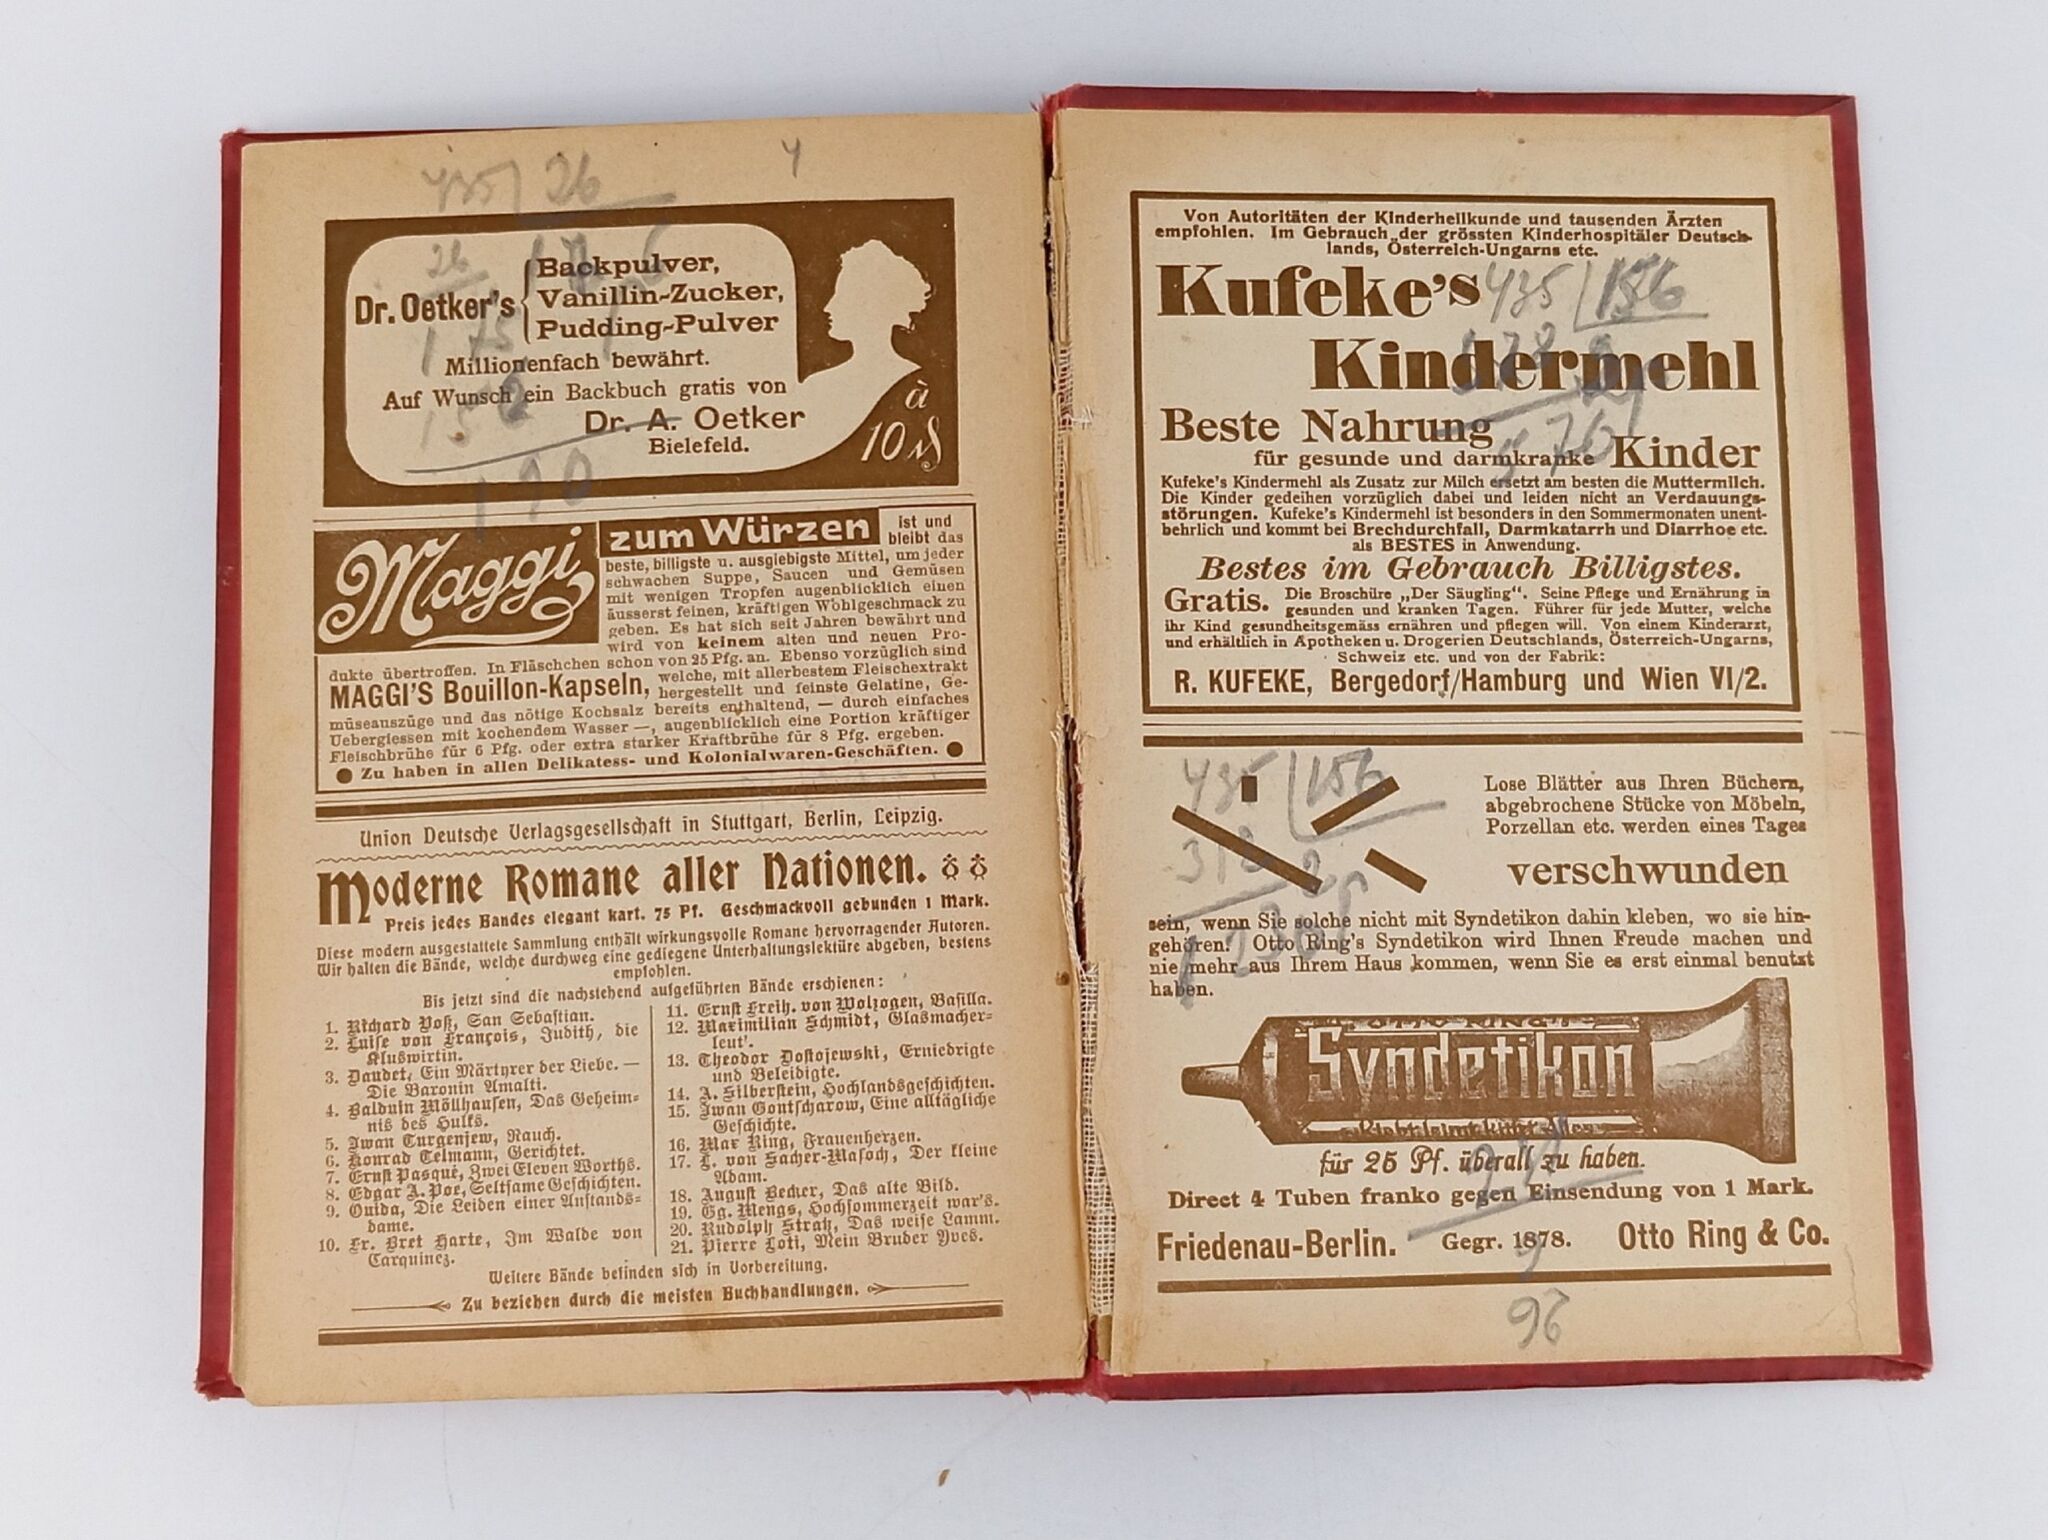 435 26
4
26
Dr. Oetker's
Backpulver,
Vanillin-Zucker,
Pudding-Pulver
Millionenfach bewährt.
Auf Wunsch ein Backbuch gratis von
Dr. A. Oetker
Bielefeld.
à
10 ₰
190
Maggi zum Würzen ist und
bleibt das
beste, billigste u. ausgiebigste Mittel, um jeder
schwachen Suppe, Saucen und Gemüsen
mit wenigen Tropfen augenblicklich einen
äusserst feinen, kräftigen Wohlgeschmack zu
geben. Es hat sich seit Jahren bewährt und
wird von keinem alten und neuen Pro-
dukte übertroffen. In Fläschchen schon von 25 Pfg. an. Ebenso vorzüglich sind
MAGGI'S Bouillon-Kapseln, welche, mit allerbestem Fleischextrakt
hergestellt und feinste Gelatine, Ge-
müseauszüge und das nötige Kochsalz bereits enthaltend, — durch einfaches
Uebergiessen mit kochendem Wasser —, augenblicklich eine Portion kräftiger
Fleischbrühe für 6 Pfg. oder extra starker Kraftbrühe für 8 Pfg. ergeben.
● Zu haben in allen Delikatess- und Kolonialwaren-Geschäften. ●
Union Deutsche Verlagsgesellschaft in Stuttgart, Berlin, Leipzig.
Moderne Romane aller Nationen.
Preis jedes Bandes elegant kart. 75 Pf. Geschmackvoll gebunden 1 Mark.
Diese modern ausgestattete Sammlung enthält wirkungsvolle Romane hervorragender Autoren.
Wir halten die Bände, welche durchweg eine gediegene Unterhaltungslektüre abgeben, bestens
empfohlen.
Bis jetzt sind die nachstehend aufgeführten Bände erschienen:
1. Richard Voß, San Sebastian.
2. Luise von François, Judith, die
Kluswirtin.
3. Daudet, Ein Märtyrer der Liebe. —
Die Baronin Amalti.
4. Balduin Möllhausen, Das Geheim-
nis des Hulks.
5. Iwan Turgenjew, Rauch.
6. Konrad Telmann, Gerichtet.
7. Ernst Pasqué, Zwei Eleven Worths.
8. Edgar A. Poe, Seltsame Geschichten.
9. Ouida, Die Leiden einer Anstands-
dame.
10. Fr. Bret Harte, Im Walde von
Carquinez.
11. Ernst Freih. von Wolzogen, Basilla.
12. Maximilian Schmidt, Glasmacher-
leut'.
13. Theodor Dostojewski, Erniedrigte
und Beleidigte.
14. A. Silberstein, Hochlandsgeschichten.
15. Iwan Gontscharow, Eine alltägliche
Geschichte.
16. Max Ring, Frauenherzen.
17. L. von Sacher-Masoch, Der kleine
Adam.
18. August Becker, Das alte Bild.
19. Gg. Mengs, Hochsommerzeit war's.
20. Rudolph Stratz, Das weiße Lamm.
21. Pierre Loti, Mein Bruder Yves.
Weitere Bände befinden sich in Vorbereitung.
Zu beziehen durch die meisten Buchhandlungen.
Von Autoritäten der Kinderheilkunde und tausenden Ärzten
empfohlen. Im Gebrauch der grössten Kinderhospitäler Deutsch-
lands, Österreich-Ungarns etc.
Kufeke's
435 156
Kindermehl
Beste Nahrung
576
für gesunde und darmkranke Kinder
Kufeke's Kindermehl als Zusatz zur Milch ersetzt am besten die Muttermilch.
Die Kinder gedeihen vorzüglich dabei und leiden nicht an Verdauungs-
störungen. Kufeke's Kindermehl ist besonders in den Sommermonaten unent-
behrlich und kommt bei Brechdurchfall, Darmkatarrh und Diarrhoe etc.
als BESTES in Anwendung.
Bestes im Gebrauch Billigstes.
Gratis. Die Broschüre „Der Säugling“. Seine Pflege und Ernährung in
gesunden und kranken Tagen. Führer für jede Mutter, welche
ihr Kind gesundheitsgemäss ernähren und pflegen will. Von einem Kinderarzt,
und erhältlich in Apotheken u. Drogerien Deutschlands, Österreich-Ungarns,
Schweiz etc. und von der Fabrik:
R. KUFEKE, Bergedorf/Hamburg und Wien VI/2.
435 156
312 2
Lose Blätter aus Ihren Büchern,
abgebrochene Stücke von Möbeln,
Porzellan etc. werden eines Tages
verschwunden
sein, wenn Sie solche nicht mit Syndetikon dahin kleben, wo sie hin-
gehören. Otto Ring's Syndetikon wird Ihnen Freude machen und
nie mehr aus Ihrem Haus kommen, wenn Sie es erst einmal benutzt
haben.
Syndetikon
für 25 Pf. überall zu haben.
Direct 4 Tuben franko gegen Einsendung von 1 Mark.
Friedenau-Berlin. Gegr. 1878. Otto Ring & Co.
26